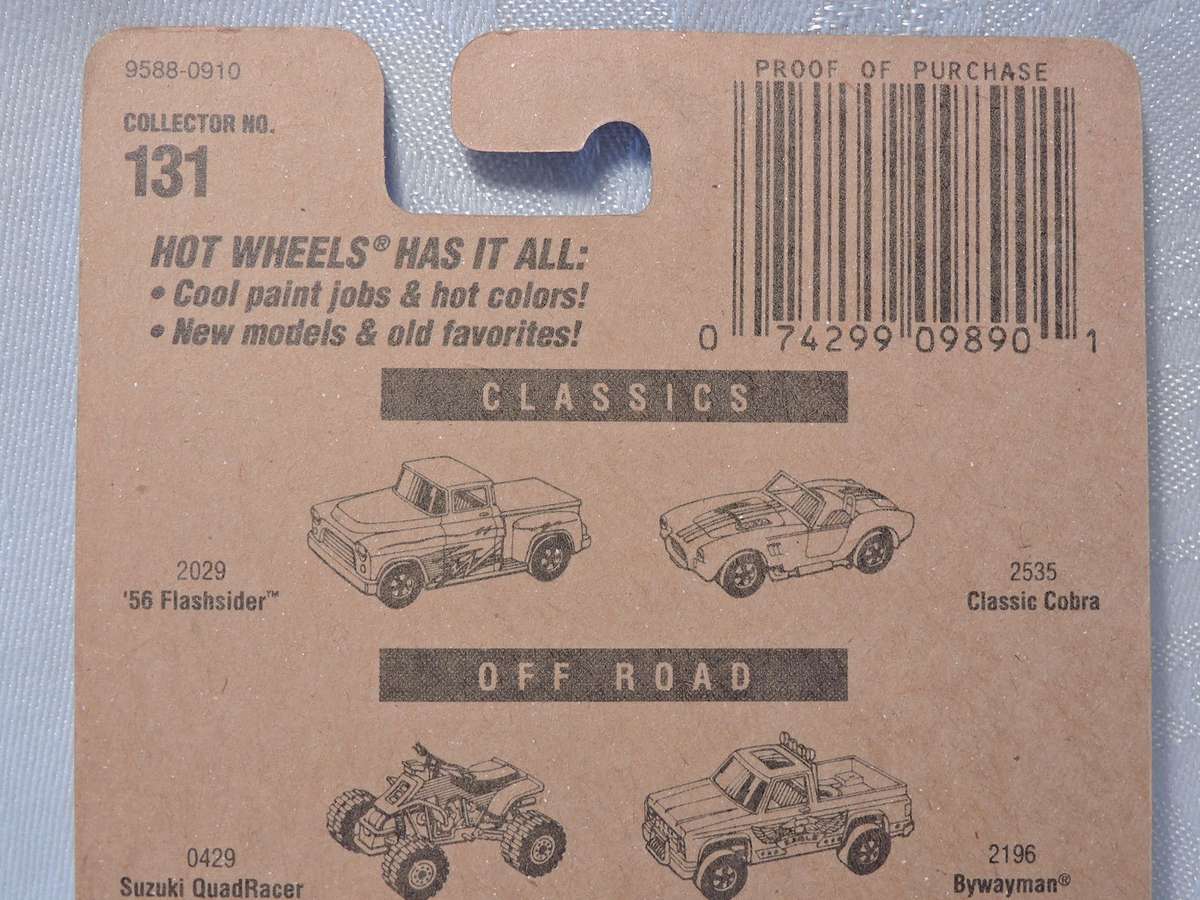 9588-0910
COLLECTOR NO.
131
PROOF OF PURCHASE
0 74299 09890 1
HOT WHEELS® HAS IT ALL:
• Cool paint jobs & hot colors!
• New models & old favorites!
CLASSICS
2029
'56 Flashsider™
2535
Classic Cobra
OFF ROAD
EAGLE
0429
Suzuki QuadRacer
2196
Bywayman®